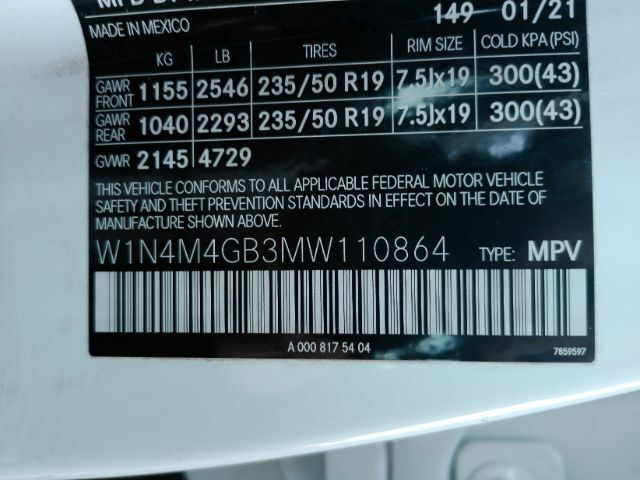 149 01/21
MADE IN MEXICO
KG LB TIRES RIM SIZE COLD KPA(PSI)
GAWR FRONT 1155 2546 235/50 R19 7.5Jx19 300(43)
GAWR REAR 1040 2293 235/50 R19 7.5Jx19 300(43)
GVWR 2145 4729
THIS VEHICLE CONFORMS TO ALL APPLICABLE FEDERAL MOTOR VEHICLE
SAFETY AND THEFT PREVENTION STANDARDS IN EFFECT ON THE DATE OF
MANUFACTURE SHOWN ABOVE.
W1N4M4GB3MW110864 TYPE: MPV
A 000 817 54 04
7859597